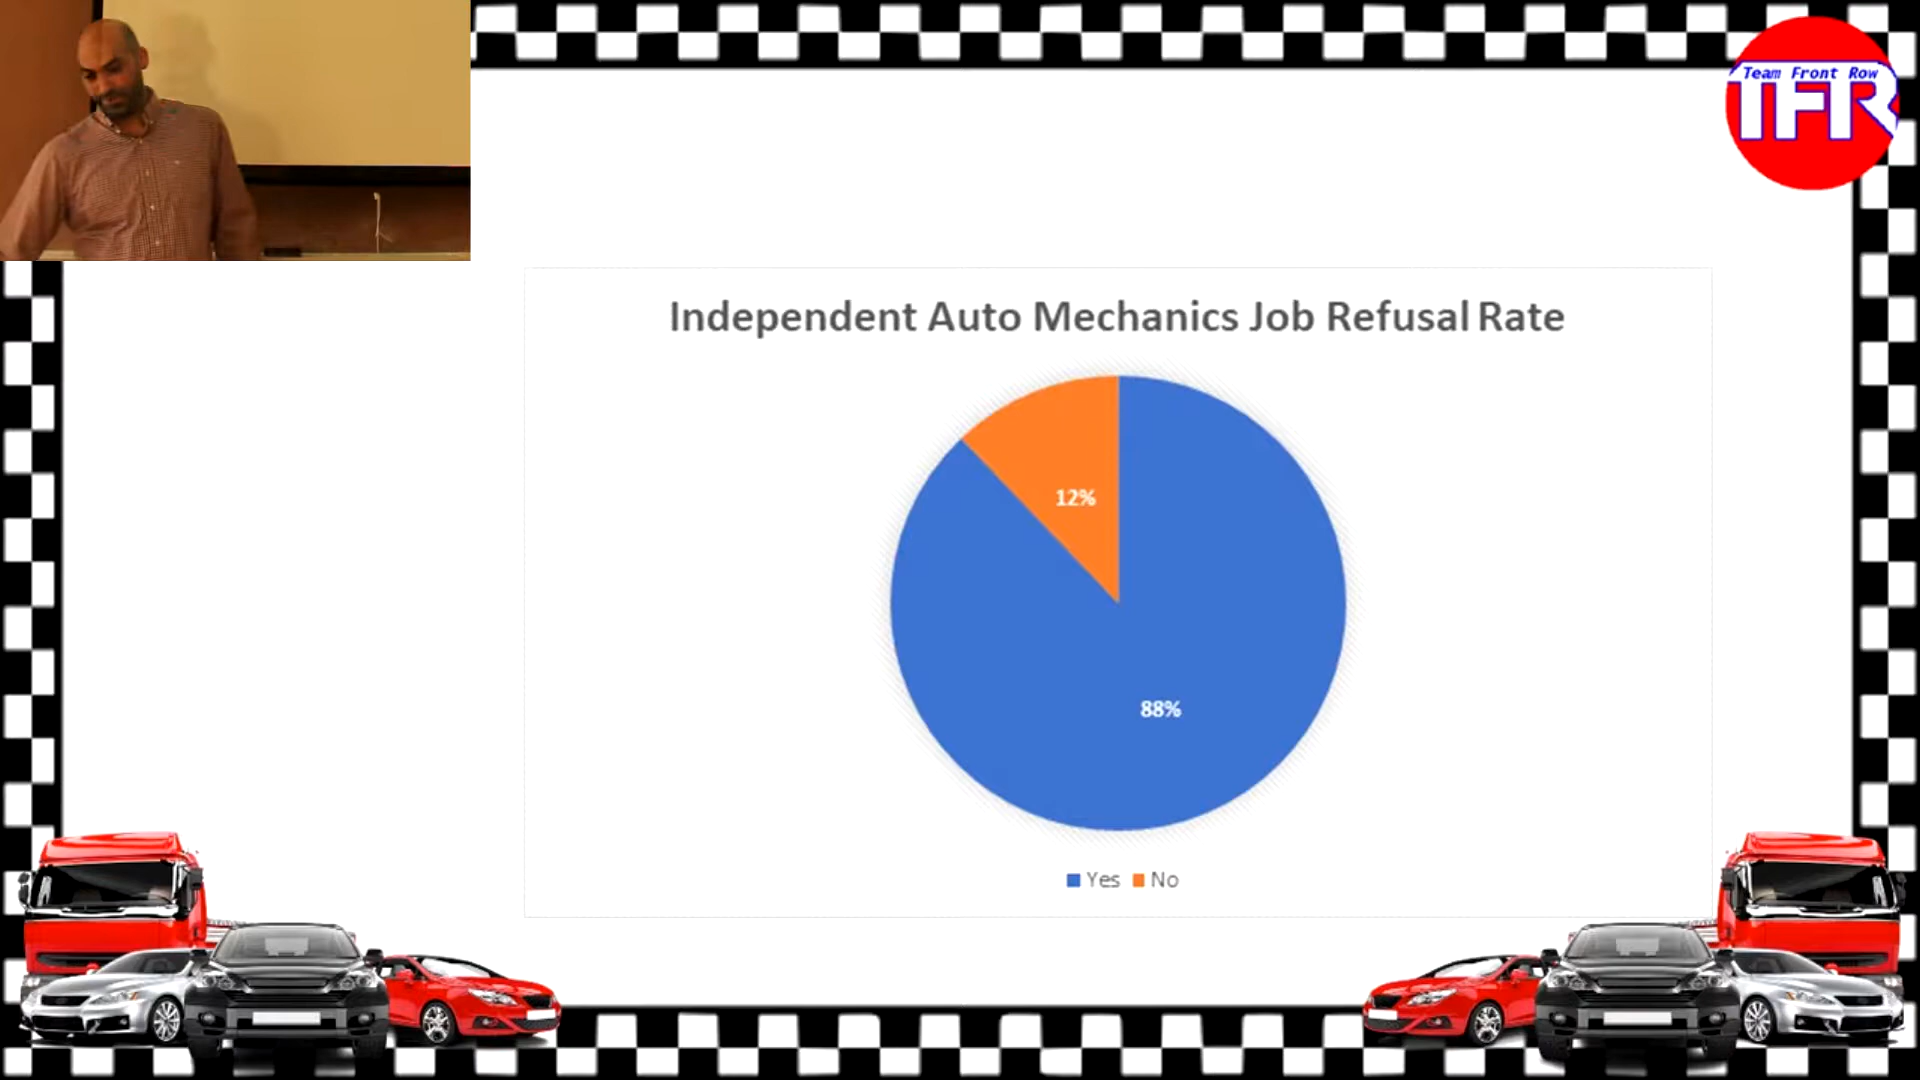 Team Front Row
TFR
Independent Auto Mechanics Job Refusal Rate
12%
88%
Yes No